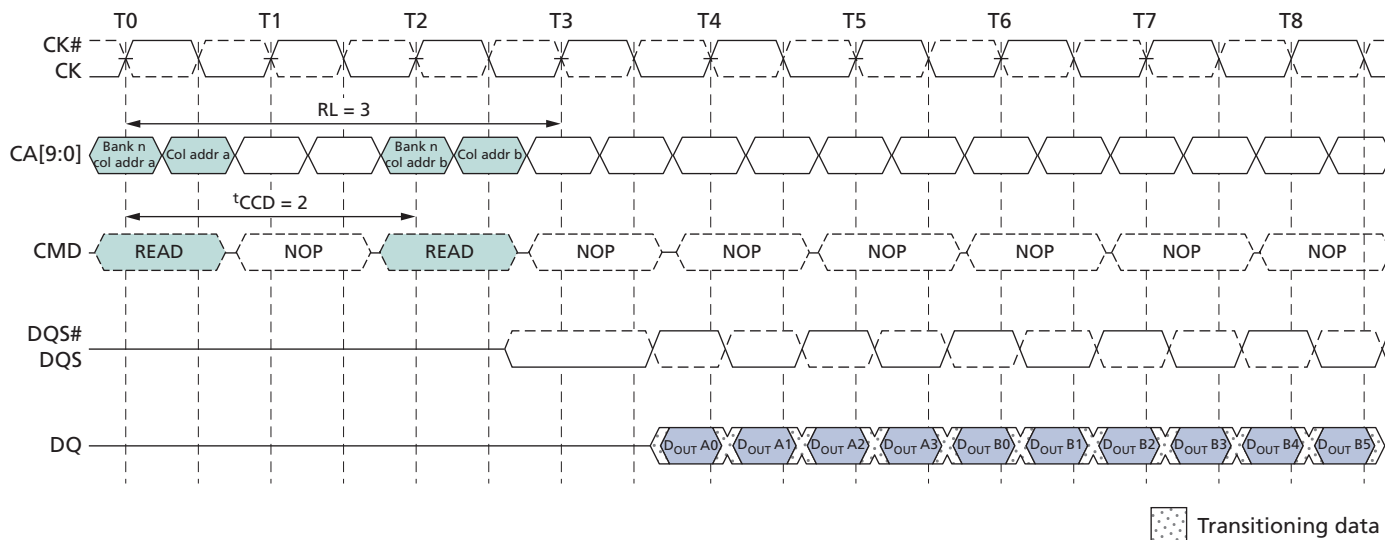 T0 T1 T2 T3 T4 T5 T6 T7 T8
CK#
CK
RL = 3
CA[9:0] Bank n col addr a Col addr a Bank n col addr b Col addr b
tCCD = 2
CMD READ NOP READ NOP NOP NOP NOP NOP NOP
DQS#
DQS
DQ DOUT A0 DOUT A1 DOUT A2 DOUT A3 DOUT B0 DOUT B1 DOUT B2 DOUT B3 DOUT B4 DOUT B5
Transitioning data